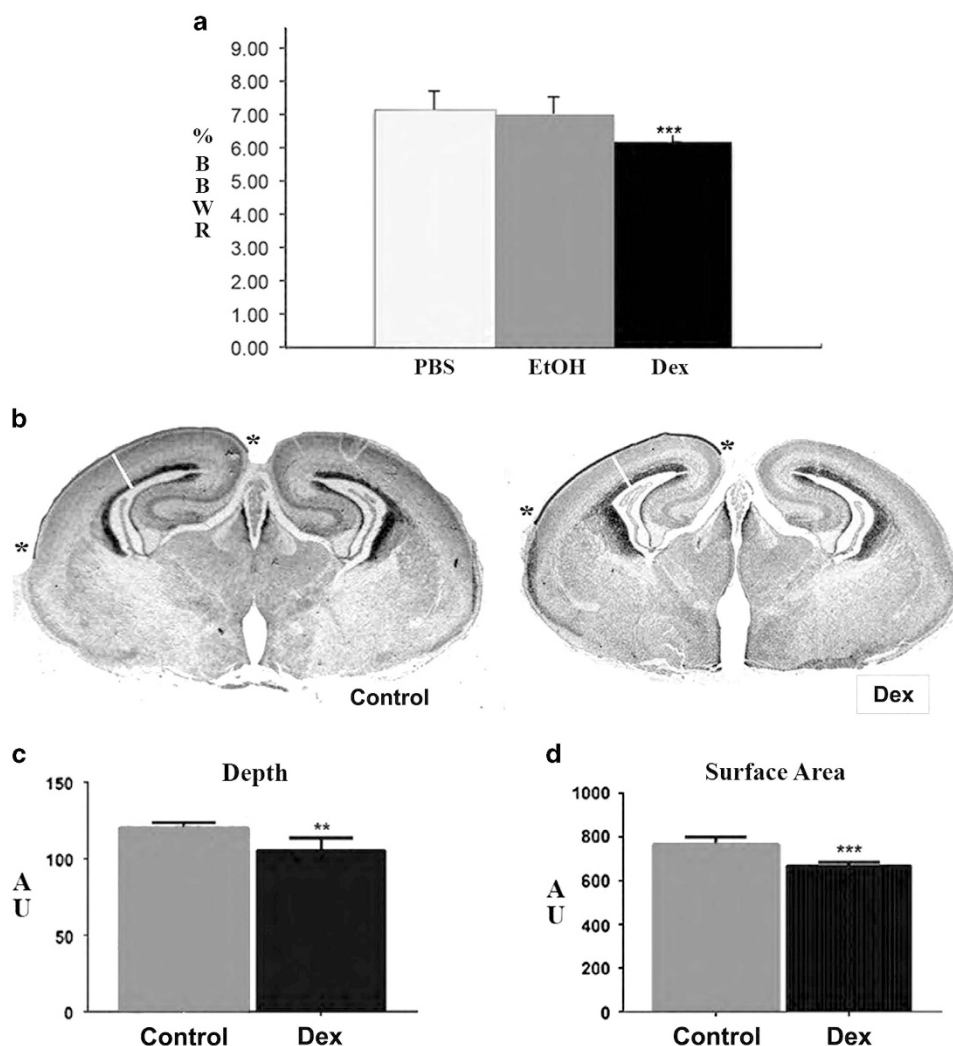 a
9.00
8.00
7.00
6.00
5.00
4.00
3.00
2.00
1.00
0.00
%
B
B
W
R
***
PBS EtOH Dex
b
*
*
Control
*
*
Dex
c
Depth
150
100
50
0
A
U
**
Control Dex
d
Surface Area
1000
800
600
400
200
0
A
U
***
Control Dex